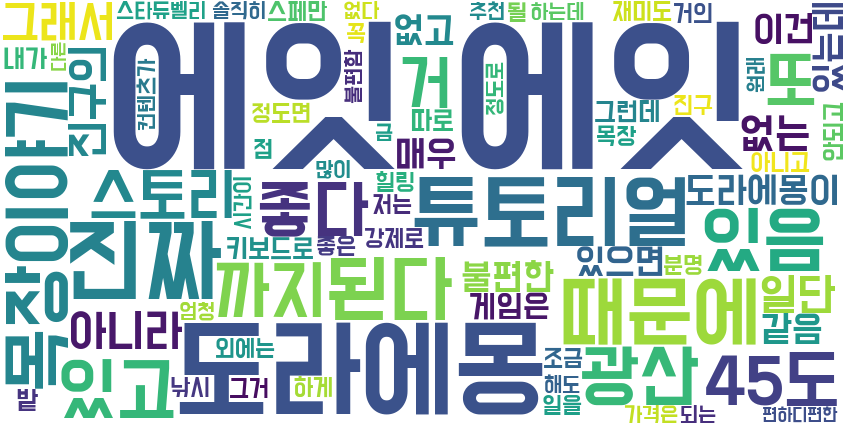 그래서
스타듀벨리
솔직히
스페만
없다
추천
될
하는데
재미도
거의
이건
있는데
내가
다른
진구의
컨텐츠가
에잇
에잇
꼭
없고
불편함
거
정도로
또
원래
정도면
따로
그런데
진구
목장
없는
안되고
점
금
매우
아니고
목장이야기
스토리
많이
힐링
시간이
좋다
저는
튜토리얼
도라에몽이
진짜
키보드로
좋은
강제로
있으면
분명
있음
까지된다
불편한
게임은
때문에
일단
엄청
아니라
도라에몽
외에는
같음
있고
낚시
그거
하게
조금
해도
일을
광산
45도
밭
가격은
되는
편하디편한